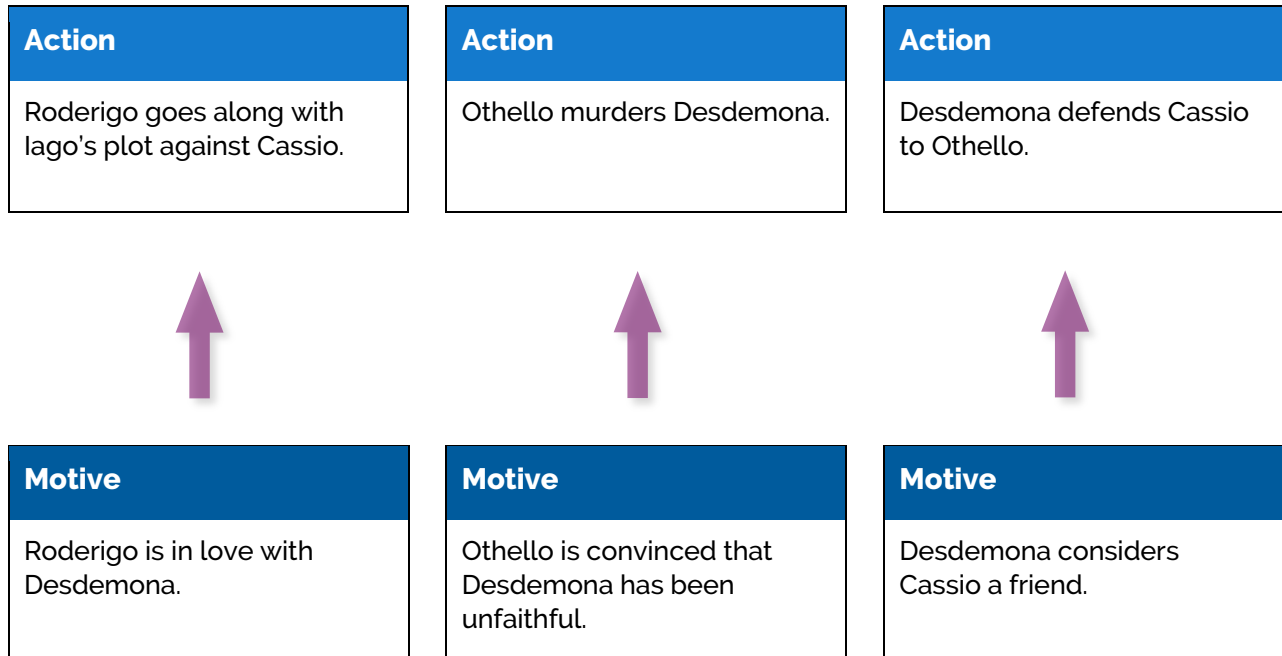 Action
Roderigo goes along with
Iago’s plot against Cassio.
Action
Othello murders Desdemona.
Action
Desdemona defends Cassio
to Othello.
Motive
Roderigo is in love with
Desdemona.
Motive
Othello is convinced that
Desdemona has been
unfaithful.
Motive
Desdemona considers
Cassio a friend.